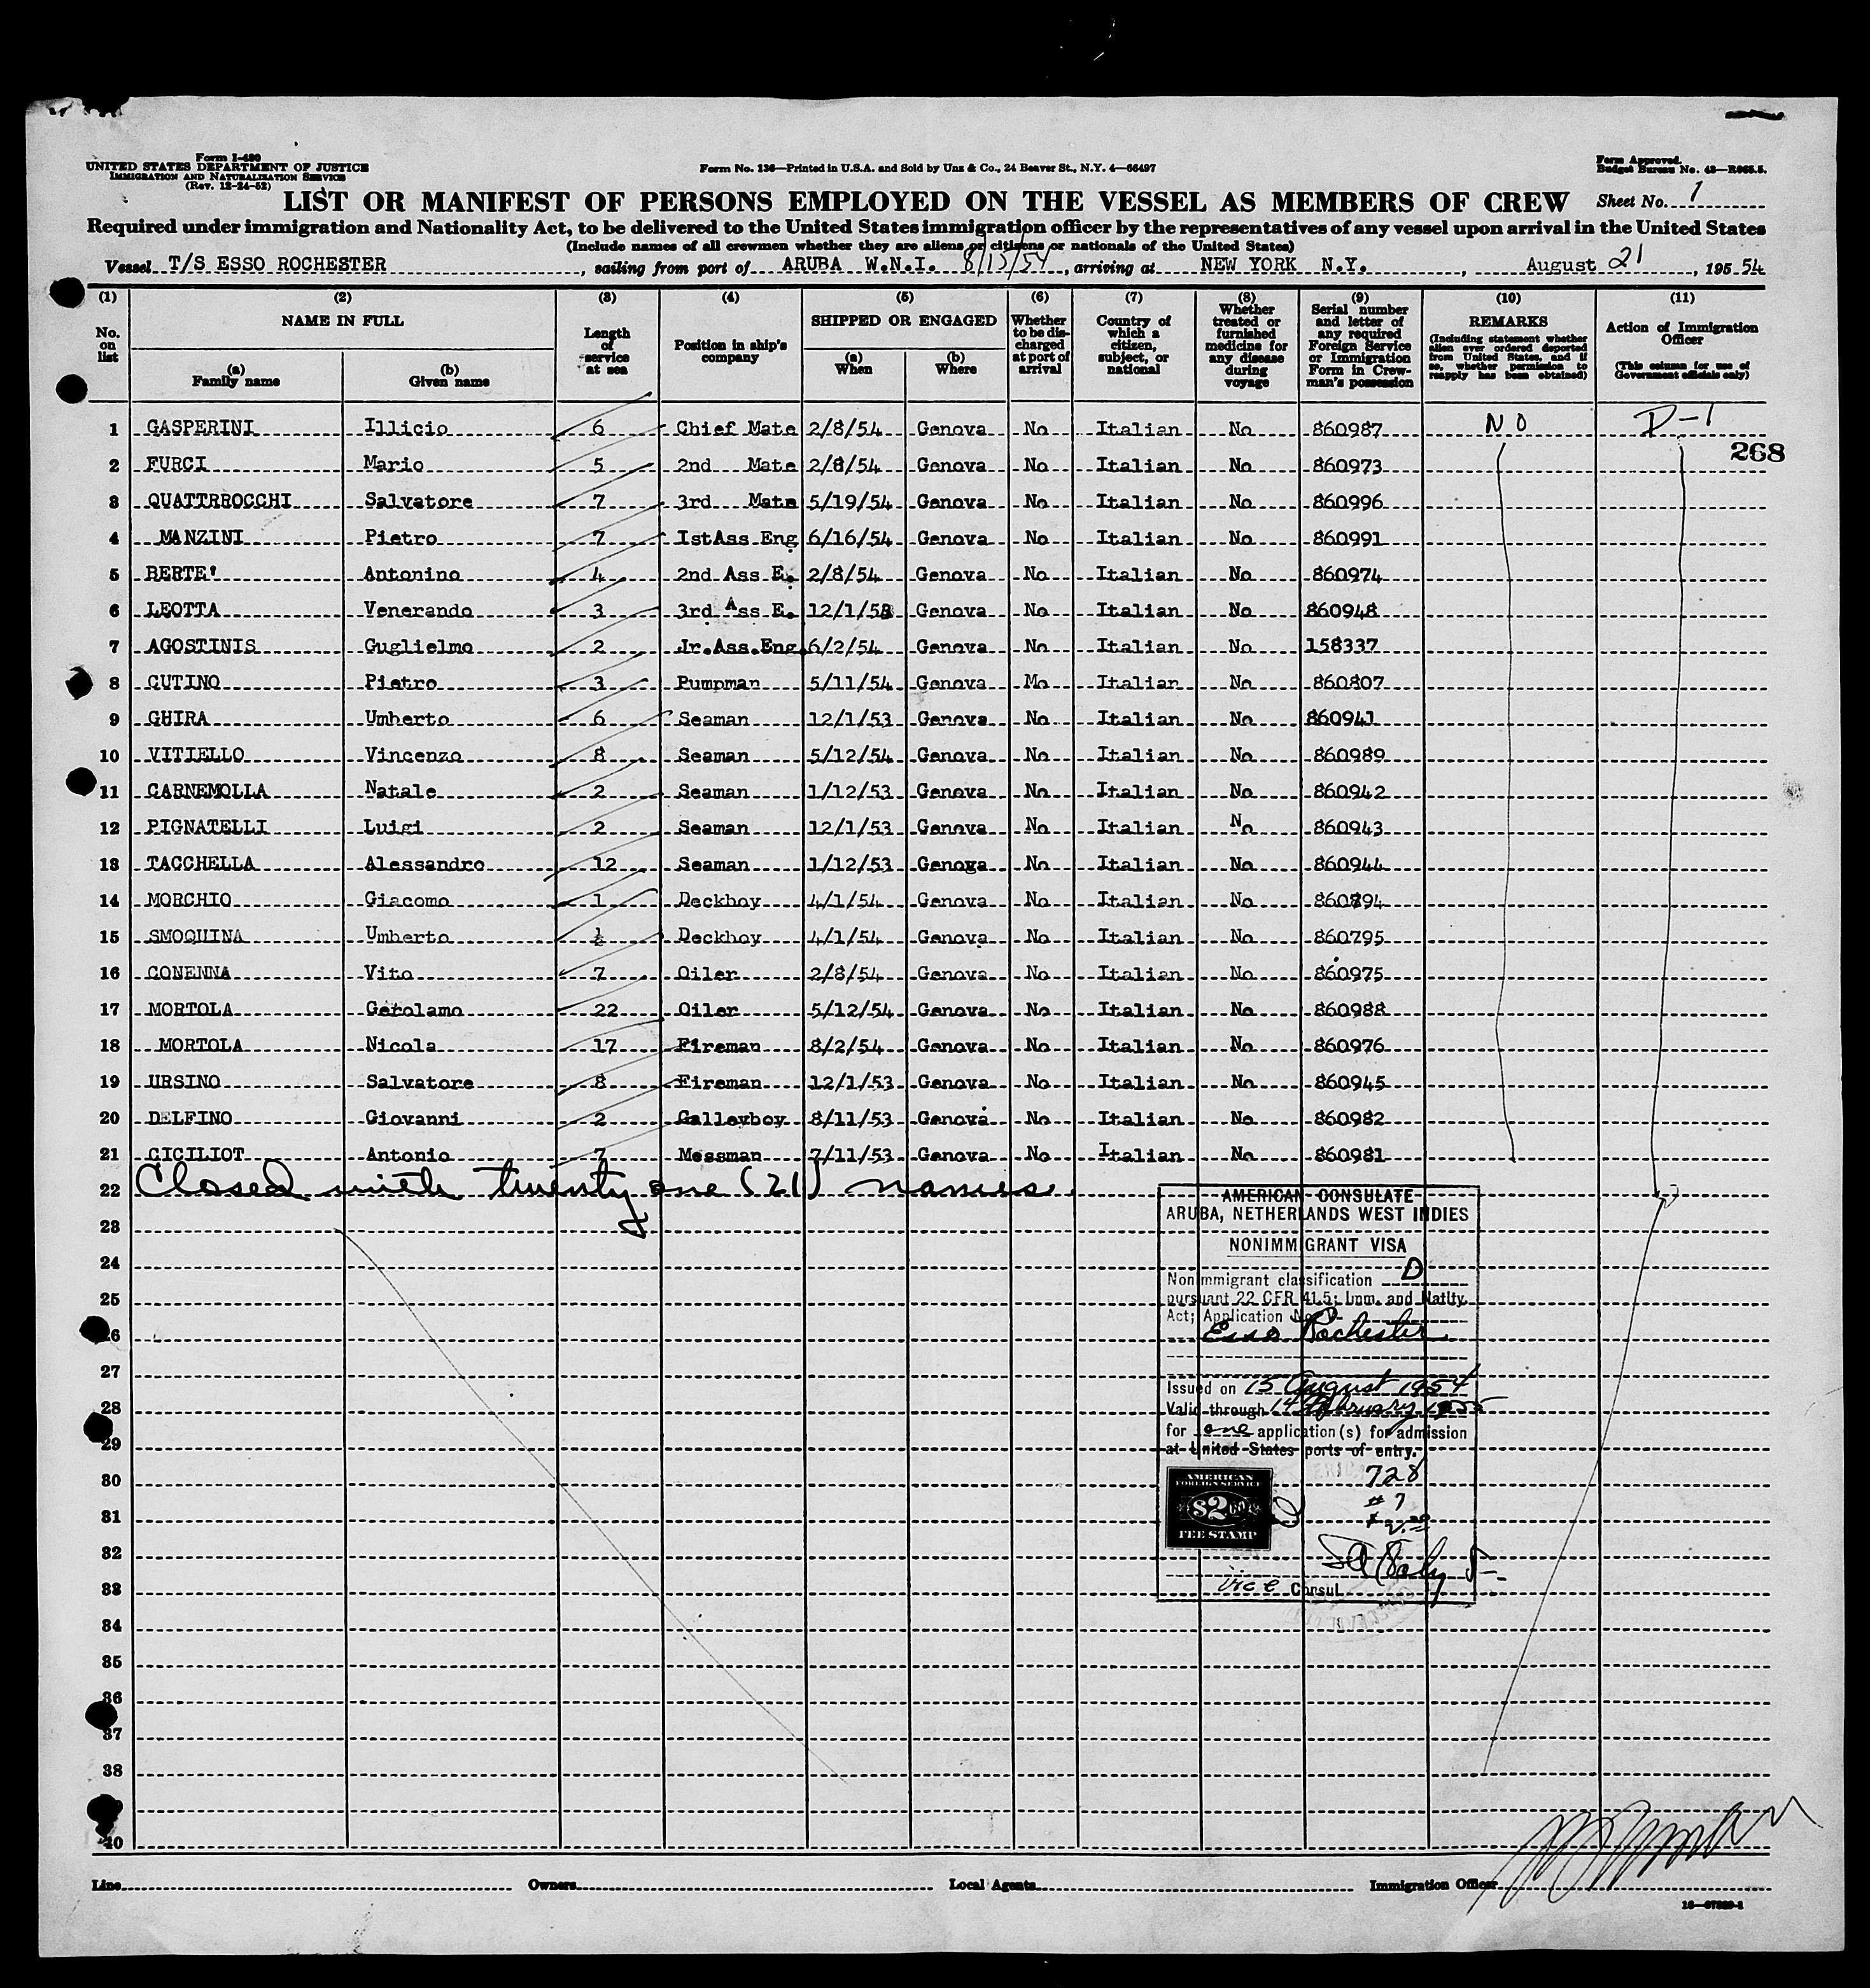 Form I-480
UNITED STATES DEPARTMENT OF JUSTICE
IMMIGRATION AND NATURALIZATION SERVICE
(Rev. 12-24-52)
Form No. 136—Printed in U.S.A. and Sold by Unz & Co., 24 Beaver St., N.Y. 4—66497
Form Approved.
Budget Bureau No. 43—R065.5.
LIST OR MANIFEST OF PERSONS EMPLOYED ON THE VESSEL AS MEMBERS OF CREW
Sheet No. 1
Required under immigration and Nationality Act, to be delivered to the United States immigration officer by the representatives of any vessel upon arrival in the United States
(Include names of all crewmen whether they are aliens or citizens or nationals of the United States)
Vessel T/S ESSO ROCHESTER, sailing from port of ARUBA W.N.I. 8/15/54, arriving at NEW YORK N.Y., August 21, 195 54
(1) (2) (3) (4) (5) (6) (7) (8) (9) (10) (11)
No. on list
NAME IN FULL
(a) Family name
(b) Given name
Length of service at sea
Position in ship's company
SHIPPED OR ENGAGED
(a) When
(b) Where
Whether to be discharged at port of arrival
Country of which a citizen, subject, or national
Whether treated or furnished medicine for any disease during voyage
Serial number and letter of any required Foreign Service or Immigration Form in Crewman's possession
REMARKS
(Including statement whether alien ever ordered deported from United States, and if so, whether permission to reapply has been obtained)
Action of Immigration Officer
(This column for use of Government officials only)
1 GASPERINI Illicio 6 Chief Mate 2/8/54 Genova No Italian No 860987 NO D-1
268
2 FURCI Mario 5 2nd Mate 2/8/54 Genova No Italian No 860973
3 QUATTRROCCHI Salvatore 7 3rd Mate 5/19/54 Genova No Italian No 860996
4 MANZINI Pietro 7 IstAss Eng 6/16/54 Genova No Italian No 860991
5 BERTE' Antonino 4 2nd Ass E. 2/8/54 Genova No Italian No 860974
6 LEOTTA Venerando 3 3rd Ass E. 12/1/53 Genova No Italian No 860948
7 AGOSTINIS Guglielmo 2 Jr.Ass.Eng. 6/2/54 Genova No Italian No 158337
8 CUTINO Pietro 3 Pumpman 5/11/54 Genova Mo Italian No 860807
9 GHIRA Umberto 6 Seaman 12/1/53 Genova No Italian No 860941
10 VITIELLO Vincenzo 8 Seaman 5/12/54 Genova No Italian No 860989
11 CARNEMOLLA Natale 2 Seaman 1/12/53 Genova No Italian No 860942
12 PIGNATELLI Luigi 2 Seaman 12/1/53 Genova No Italian No 860943
13 TACCHELLA Alessandro 12 Seaman 1/12/53 Genova No Italian No 860944
14 MORCHIO Giacomo 1 Deckboy 4/1/54 Genova No Italian No 860894
15 SMOQUINA Umberto ½ Deckboy 4/1/54 Genova No Italian No 860795
16 CONENNA Vito 7 Oiler 2/8/54 Genova No Italian No 860975
17 MORTOLA Gerolamo 22 Oiler 5/12/54 Genova No Italian No 860988
18 MORTOLA Nicola 17 Fireman 8/2/54 Genova No Italian No 860976
19 URSINO Salvatore 8 Fireman 12/1/53 Genova No Italian No 860945
20 DELFINO Giovanni 2 Galleyboy 8/11/53 Genova No Italian No 860982
21 CICILIOT Antonio 7 Messman 7/11/53 Genova No Italian No 860981
22 Closed with twenty one (21) names.
23
24
25
26
27
28
29
30
31
32
33
34
35
36
37
38
40
AMERICAN CONSULATE
ARUBA, NETHERLANDS WEST INDIES
NONIMMIGRANT VISA
Nonimmigrant classification D
pursuant 22 CFR 41.5; Imm. and Natlty.
Act; Application No.
Esso Rochester
Issued on 15 August 1954
Valid through 14 February 1955
for one application(s) for admission
at United States ports of entry.
AMERICAN
FOREIGN SERVICE
$2
FEE STAMP
728
#7
$2.00
vice Consul
Line
Owners
Local Agents
Immigration Officer
16—67329-1